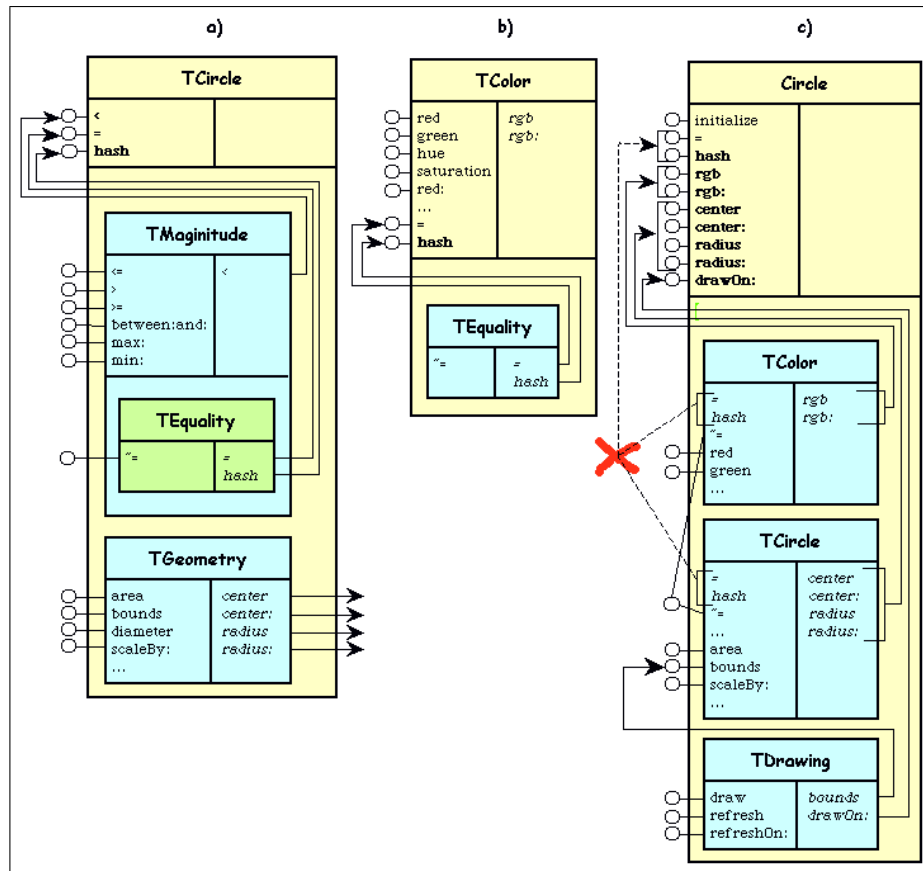 a)
TCircle
<
=
hash
TMaginitude
<= <
>
>=
between:and:
max:
min:
TEquality
~= =
hash
TGeometry
area center
bounds center:
diameter radius
scaleBy: radius:
...
b)
TColor
red rgb
green rgb:
hue
saturation
red:
...
=
hash
TEquality
~= =
hash
c)
Circle
initialize
=
hash
rgb
rgb:
center
center:
radius
radius:
drawOn:
TColor
= rgb
hash rgb:
~=
red
green
...
TCircle
= center
hash center:
~= radius
... radius:
area
bounds
scaleBy:
...
TDrawing
draw bounds
refresh drawOn:
refreshOn: